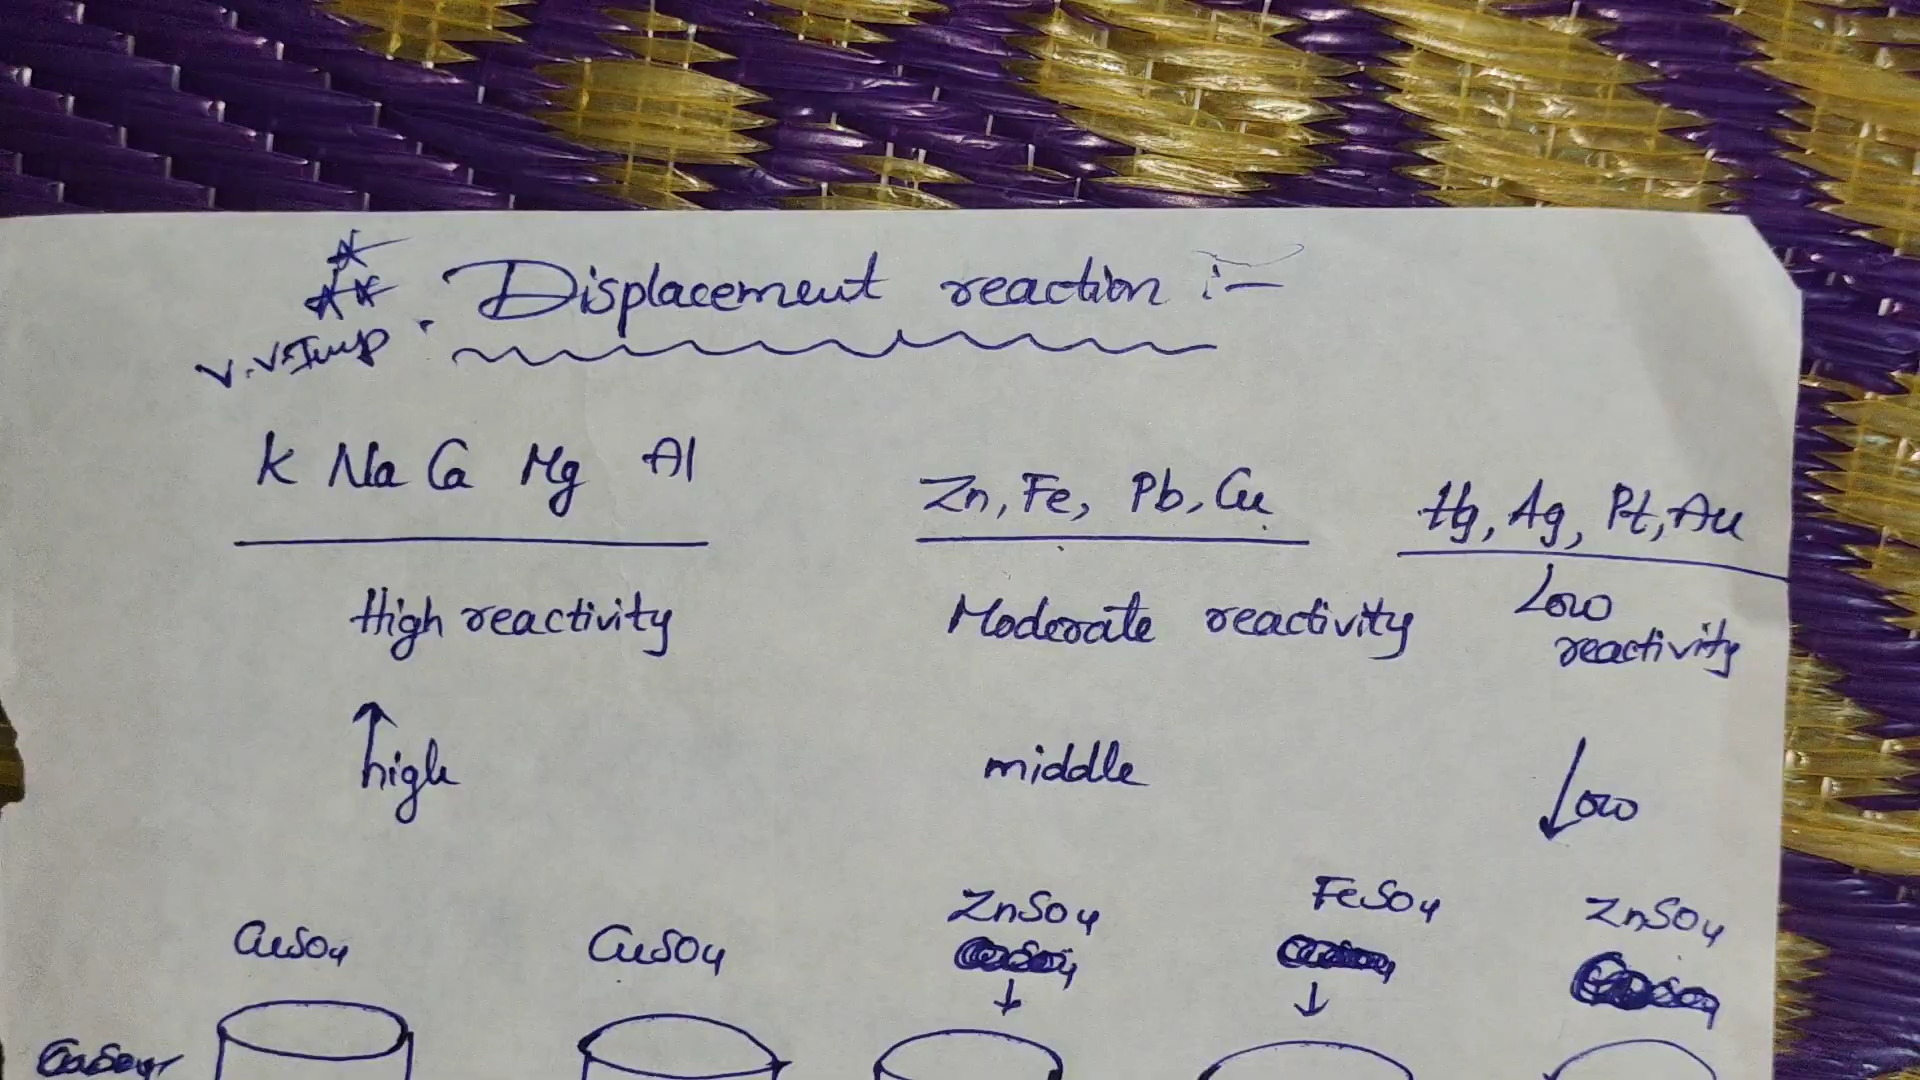 Displacement reaction :-
V.V.Imp
K Na Ca Mg Al
Zn, Fe, Pb, Cu
Hg, Ag, Pt, Au
High reactivity
Moderate reactivity
Low
reactivity
high
middle
Low
CuSO4
CuSO4
ZnSO4
FeSO4
ZnSO4